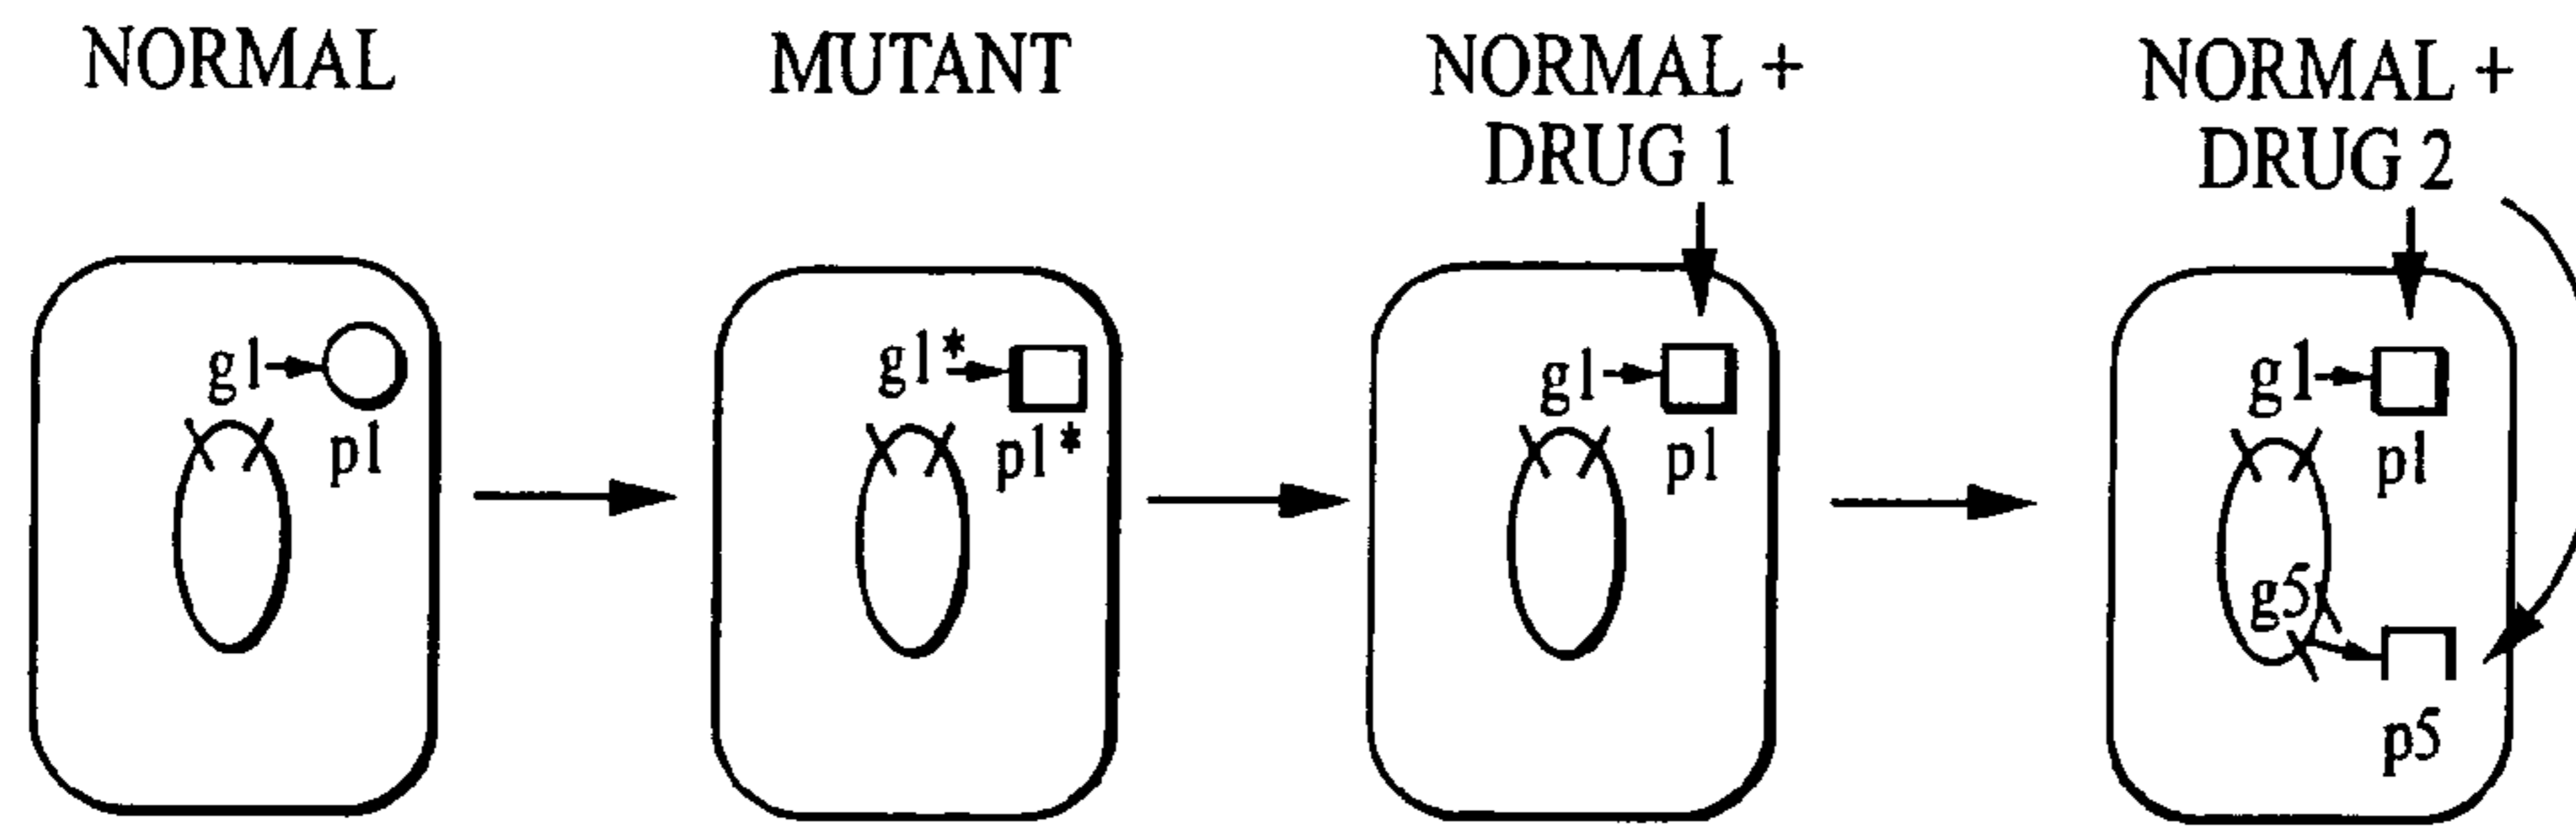 NORMAL
MUTANT
NORMAL +
DRUG 1
NORMAL +
DRUG 2
g1
p1
g1*
p1*
g1
p1
g1
p1
g5
p5